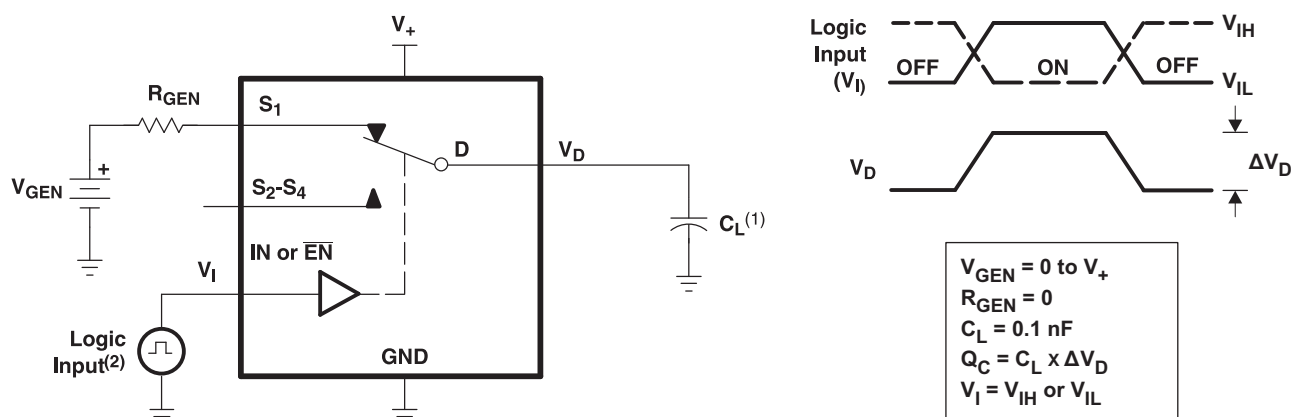 V+
RGEN
S1
VGEN
+
D
VD
S2-S4
CL(1)
IN or EN
VI
Logic
Input(2)
GND
Logic
Input
(VI)
OFF
ON
OFF
VIH
VIL
VD
ΔVD
VGEN = 0 to V+
RGEN = 0
CL = 0.1 nF
QC = CL x ΔVD
VI = VIH or VIL